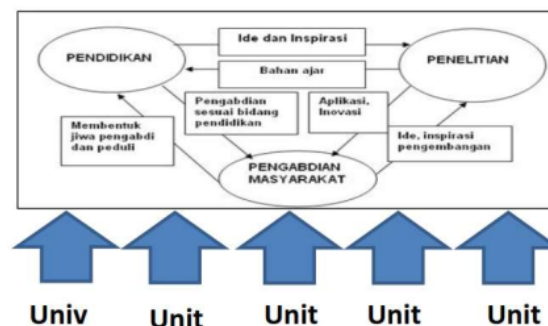 Ide dan Inspirasi
PENDIDIKAN
PENELITIAN
Bahan ajar
Pengabdian
sesuai bidang
pendidikan
Aplikasi,
Inovasi
Membentuk
jiwa pengabdi
dan peduli
Ide, inspirasi
pengembangan
PENGABDIAN
MASYARAKAT
Univ
Unit
Unit
Unit
Unit